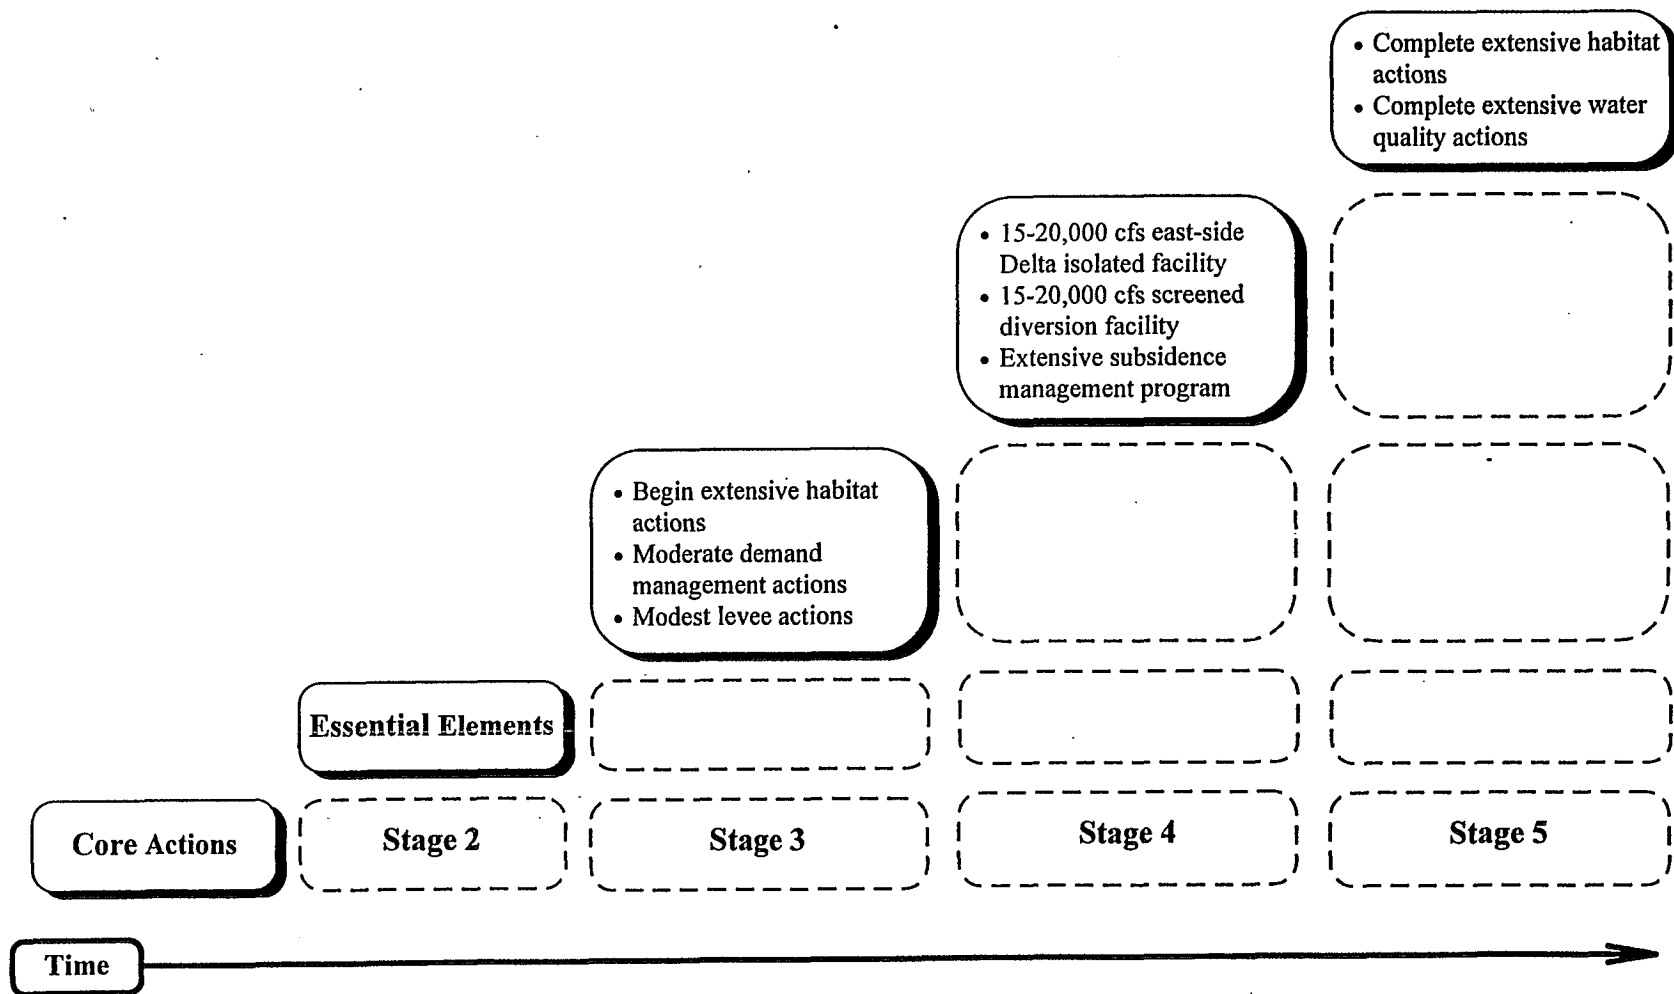 • Complete extensive habitat
actions
• Complete extensive water
quality actions
• 15-20,000 cfs east-side
Delta isolated facility
• 15-20,000 cfs screened
diversion facility
• Extensive subsidence
management program
• Begin extensive habitat
actions
• Moderate demand
management actions
• Modest levee actions
Essential Elements
Core Actions
Stage 2
Stage 3
Stage 4
Stage 5
Time